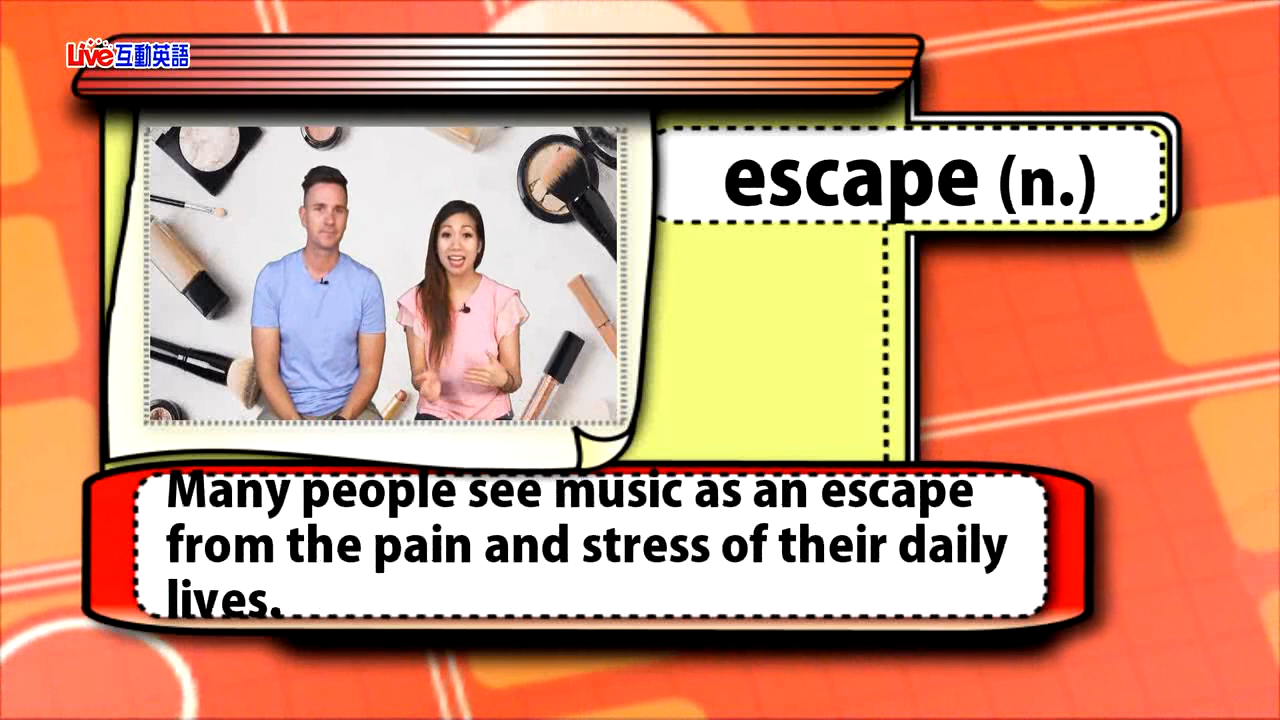 Live互動英語
escape (n.)
Many people see music as an escape
from the pain and stress of their daily
lives.